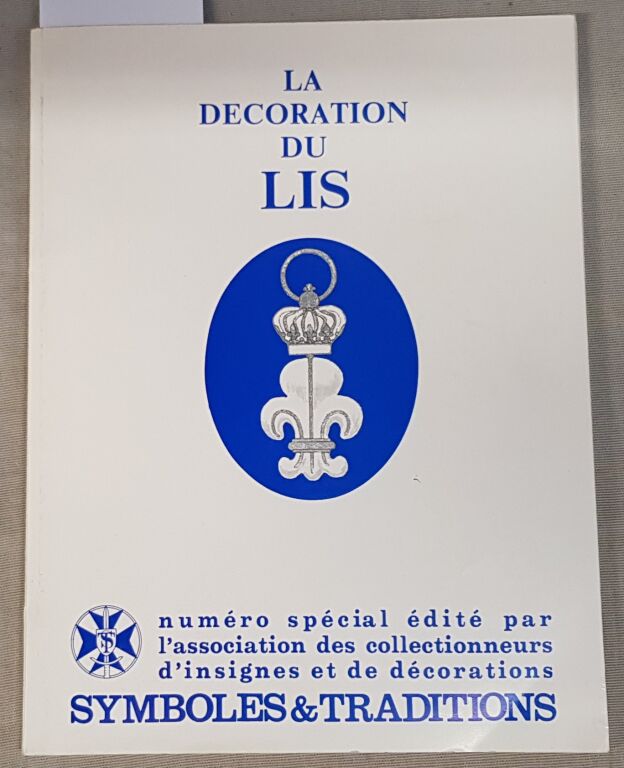 LA
DECORATION
DU
LIS
numéro spécial édité par
l'association des collectionneurs
d'insignes et de décorations
SYMBOLES & TRADITIONS